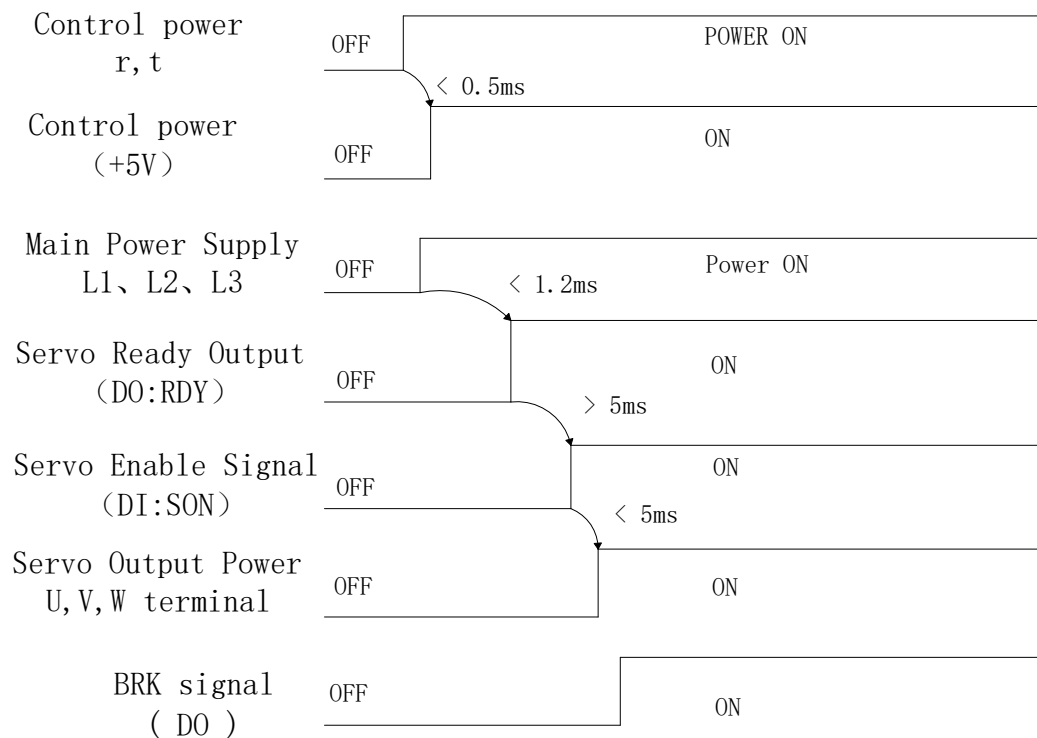 Control power
r,t
OFF
POWER ON
< 0.5ms
Control power
（+5V）
OFF
ON
Main Power Supply
L1、L2、L3
OFF
Power ON
< 1.2ms
Servo Ready Output
（DO:RDY）
OFF
ON
> 5ms
Servo Enable Signal
（DI:SON）
OFF
ON
< 5ms
Servo Output Power
U,V,W terminal
OFF
ON
BRK signal
( DO )
OFF
ON